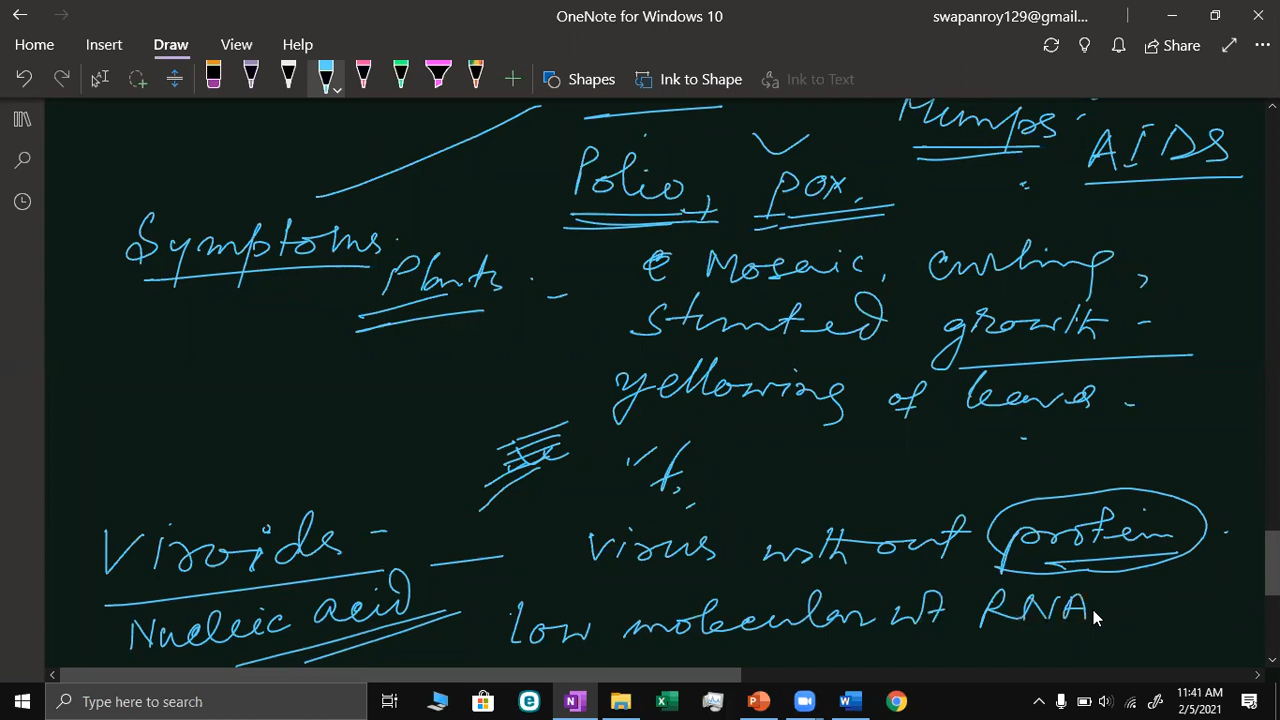 OneNote for Windows 10
swapanroy129@gmail...
Home Insert Draw View Help
Share
Shapes Ink to Shape Ink to Text
Mumps.
Polio, pox. AIDS
Symptoms.
Plants - Mosaic, curling,
stunted growth -
yellowing of leaves.
Viroids - virus without protein.
Nucleic acid low molecular wt RNA
Type here to search
11:41 AM
2/5/2021